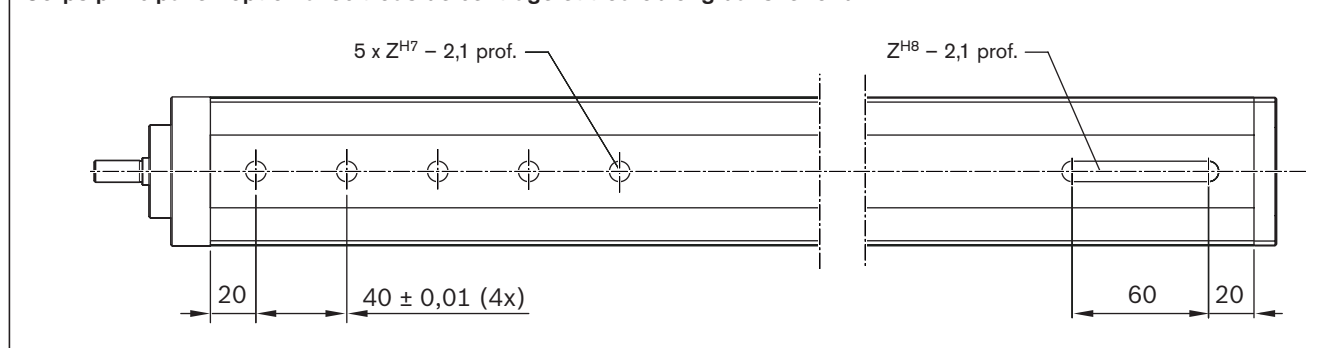 5 x Z^H7 – 2,1 prof.
Z^H8 – 2,1 prof.
20
40 ± 0,01 (4x)
60
20